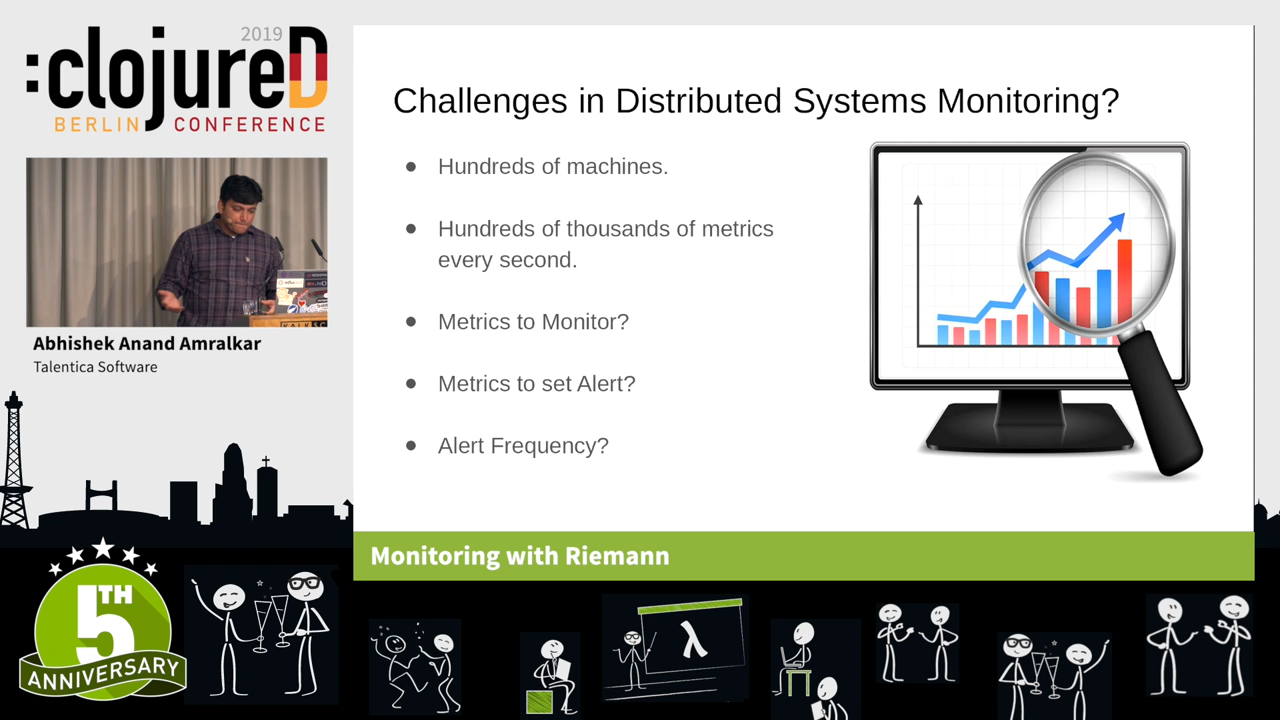 2019
:clojureD
BERLIN CONFERENCE
Abhishek Anand Amralkar
Talentica Software
Challenges in Distributed Systems Monitoring?
Hundreds of machines.
Hundreds of thousands of metrics
every second.
Metrics to Monitor?
Metrics to set Alert?
Alert Frequency?
Monitoring with Riemann
5TH
ANNIVERSARY
λ